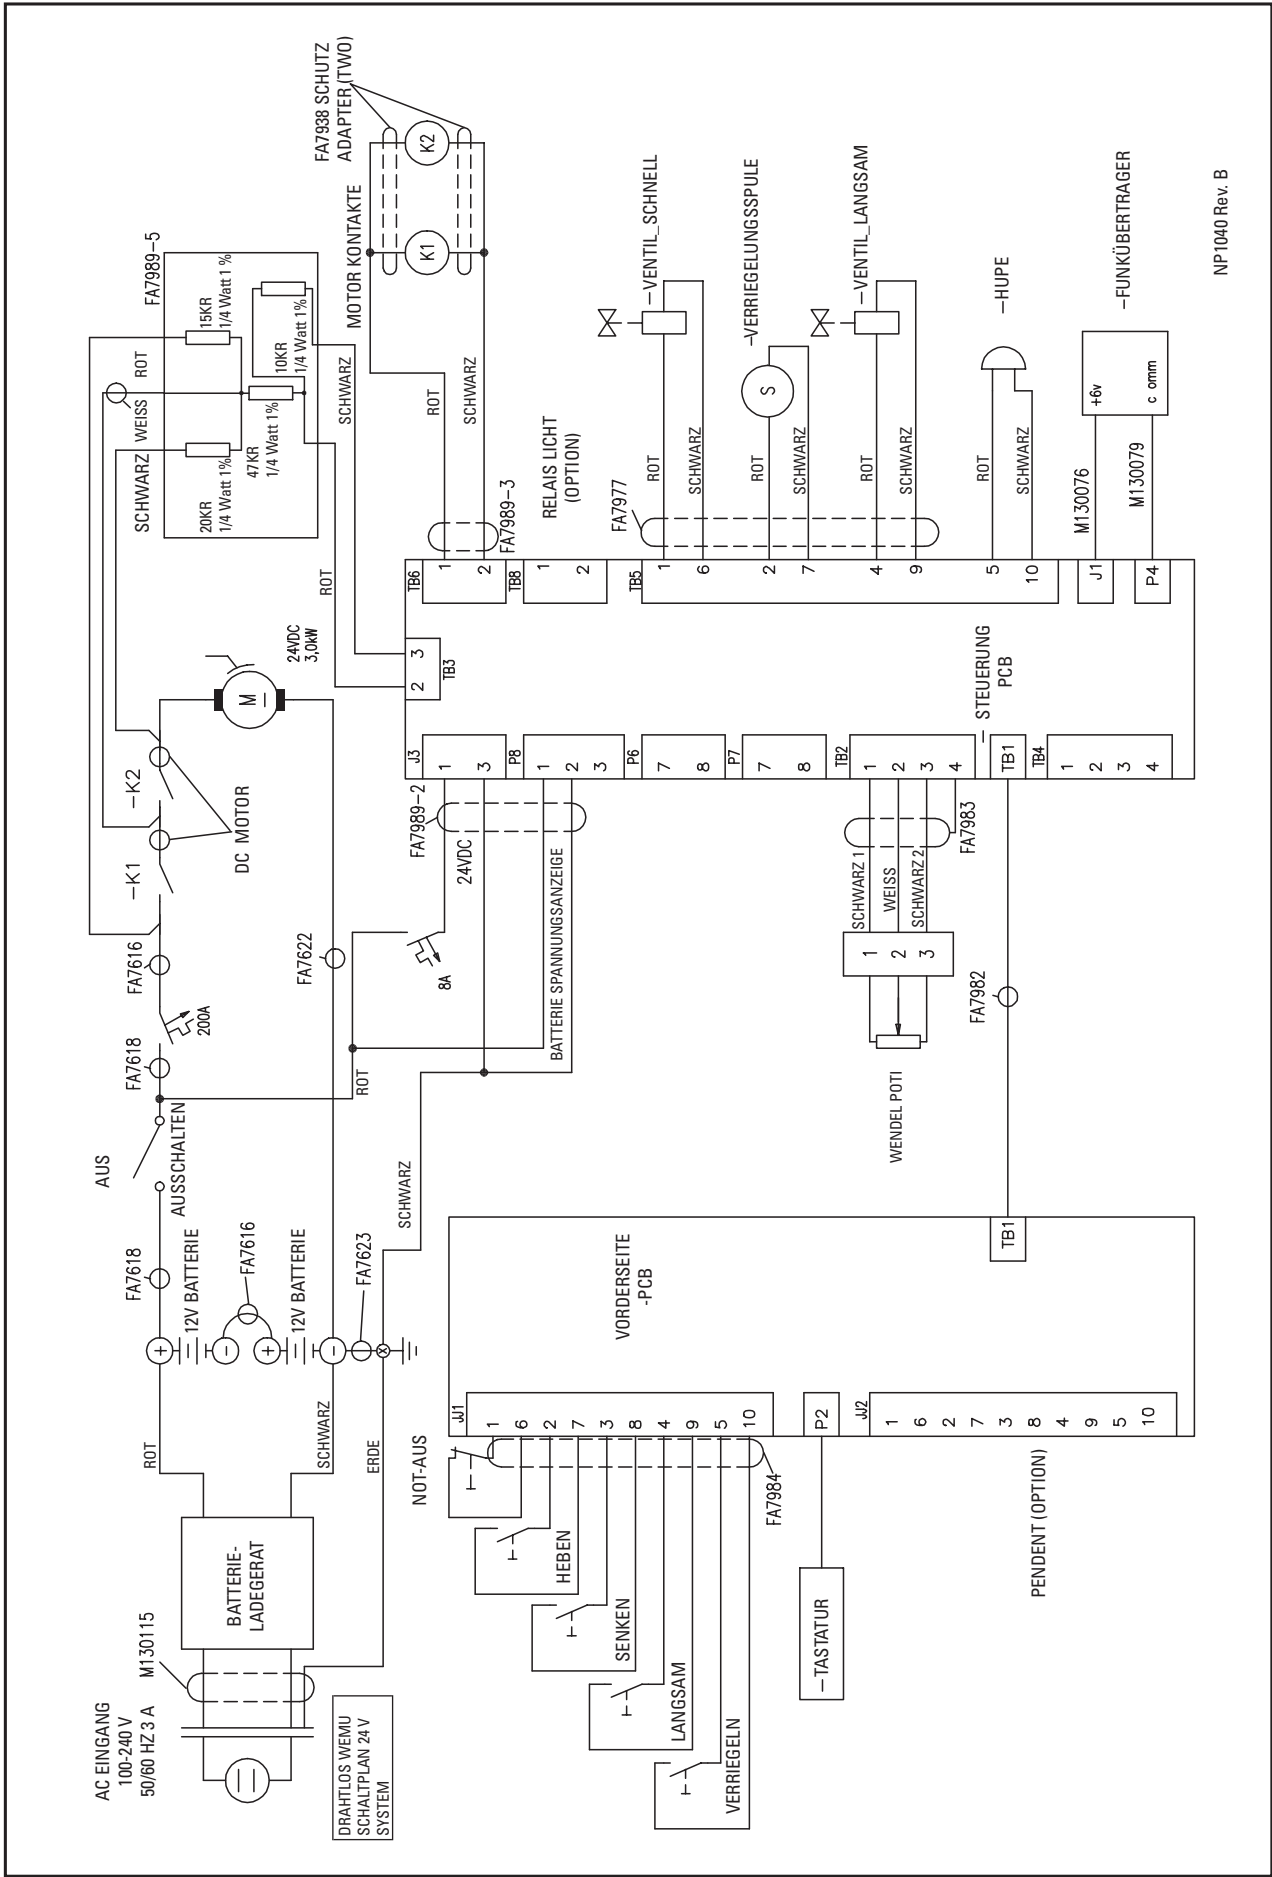 AC EINGANG
100-240 V
50/60 HZ 3 A
M130115
BATTERIE-
LADEGERAT
DRAHTLOS WEMU
SCHALTPLAN 24 V
SYSTEM
ROT
SCHWARZ
ERDE
+
-
+
-
12V BATTERIE
12V BATTERIE
FA7616
FA7618
FA7623
AUS
AUSSCHALTEN
FA7618
200A
FA7616
-K1
-K2
DC MOTOR
M
24VDC
3,0kW
FA7622
ROT
SCHWARZ
8A
BATTERIE SPANNUNGSANZEIGE
24VDC
FA7989-2
SCHWARZ
WEISS
ROT
FA7989-5
20KR
1/4 Watt 1%
15KR
1/4 Watt 1 %
47KR
1/4 Watt 1%
10KR
1/4 Watt 1%
ROT
SCHWARZ
MOTOR KONTAKTE
FA7938 SCHUTZ
ADAPTER (TWO)
K1
K2
ROT
SCHWARZ
FA7989-3
RELAIS LICHT
(OPTION)
FA7977
ROT
SCHWARZ
-VENTIL_SCHNELL
ROT
SCHWARZ
S
-VERRIEGELUNGSSPULE
ROT
SCHWARZ
-VENTIL_LANGSAM
ROT
SCHWARZ
-HUPE
M130076
M130079
+6v
c omm
-FUNKÜBERTRAGER
NP1040 Rev. B
J3
1
3
P8
1
2
3
P6
7
8
P7
7
8
TB2
1
2
3
4
TB1
TB4
1
2
3
4
TB3
2
3
TB6
1
2
TB8
1
2
TB5
1
6
2
7
4
9
5
10
J1
P4
- STEUERUNG
PCB
FA7983
SCHWARZ 1
WEISS
SCHWARZ 2
1
2
3
WENDEL POTI
FA7982
TB1
VORDERSEITE
-PCB
JJ1
1
6
2
7
3
8
4
9
5
10
P2
JJ2
1
6
2
7
3
8
4
9
5
10
NOT-AUS
HEBEN
SENKEN
LANGSAM
VERRIEGELN
FA7984
-TASTATUR
PENDENT (OPTION)